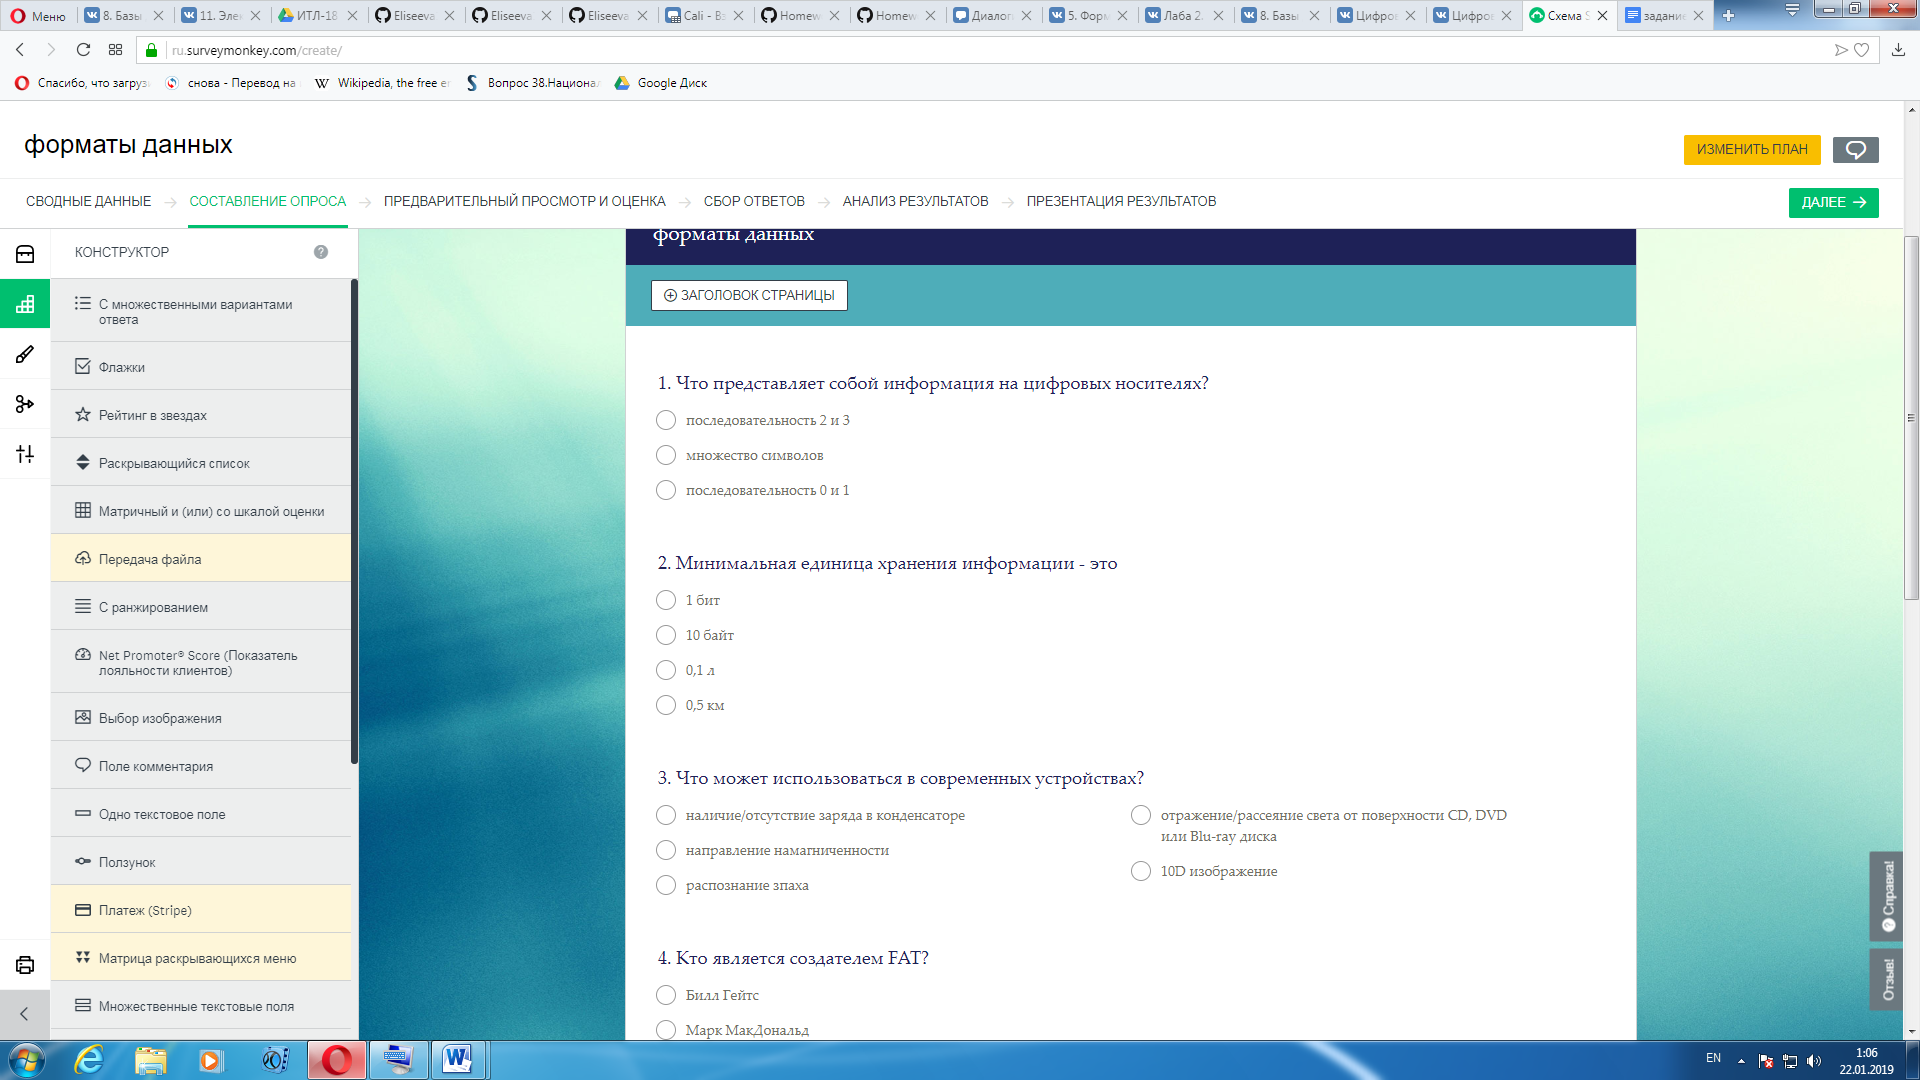 Меню
8. Базы
11. Элек
ИТЛ-18
Eliseeva
Eliseeva
Eliseeva
Cali - Вз
Homew
Homew
Диалог
5. Форм
Лаба 2.
8. Базы
Цифров
Цифров
Схема S
задание
ru.surveymonkey.com/create/
Спасибо, что загруз
снова - Перевод на
Wikipedia, the free en
Вопрос 38.Национал
Google Диск
форматы данных
ИЗМЕНИТЬ ПЛАН
СВОДНЫЕ ДАННЫЕ
СОСТАВЛЕНИЕ ОПРОСА
ПРЕДВАРИТЕЛЬНЫЙ ПРОСМОТР И ОЦЕНКА
СБОР ОТВЕТОВ
АНАЛИЗ РЕЗУЛЬТАТОВ
ПРЕЗЕНТАЦИЯ РЕЗУЛЬТАТОВ
ДАЛЕЕ
КОНСТРУКТОР
?
С множественными вариантами
ответа
Флажки
Рейтинг в звездах
Раскрывающийся список
Матричный и (или) со шкалой оценки
Передача файла
С ранжированием
Net Promoter® Score (Показатель
лояльности клиентов)
Выбор изображения
Поле комментария
Одно текстовое поле
Ползунок
Платеж (Stripe)
Матрица раскрывающихся меню
Множественные текстовые поля
форматы данных
ЗАГОЛОВОК СТРАНИЦЫ
1. Что представляет собой информация на цифровых носителях?
последовательность 2 и 3
множество символов
последовательность 0 и 1
2. Минимальная единица хранения информации - это
1 бит
10 байт
0,1 л
0,5 км
3. Что может использоваться в современных устройствах?
наличие/отсутствие заряда в конденсаторе
направление намагниченности
распознание зпаха
отражение/рассеяние света от поверхности CD, DVD
или Blu-ray диска
10D изображение
4. Кто является создателем FAT?
Билл Гейтс
Марк МакДональд
Справка!
Отзыв!
EN
1:06
22.01.2019